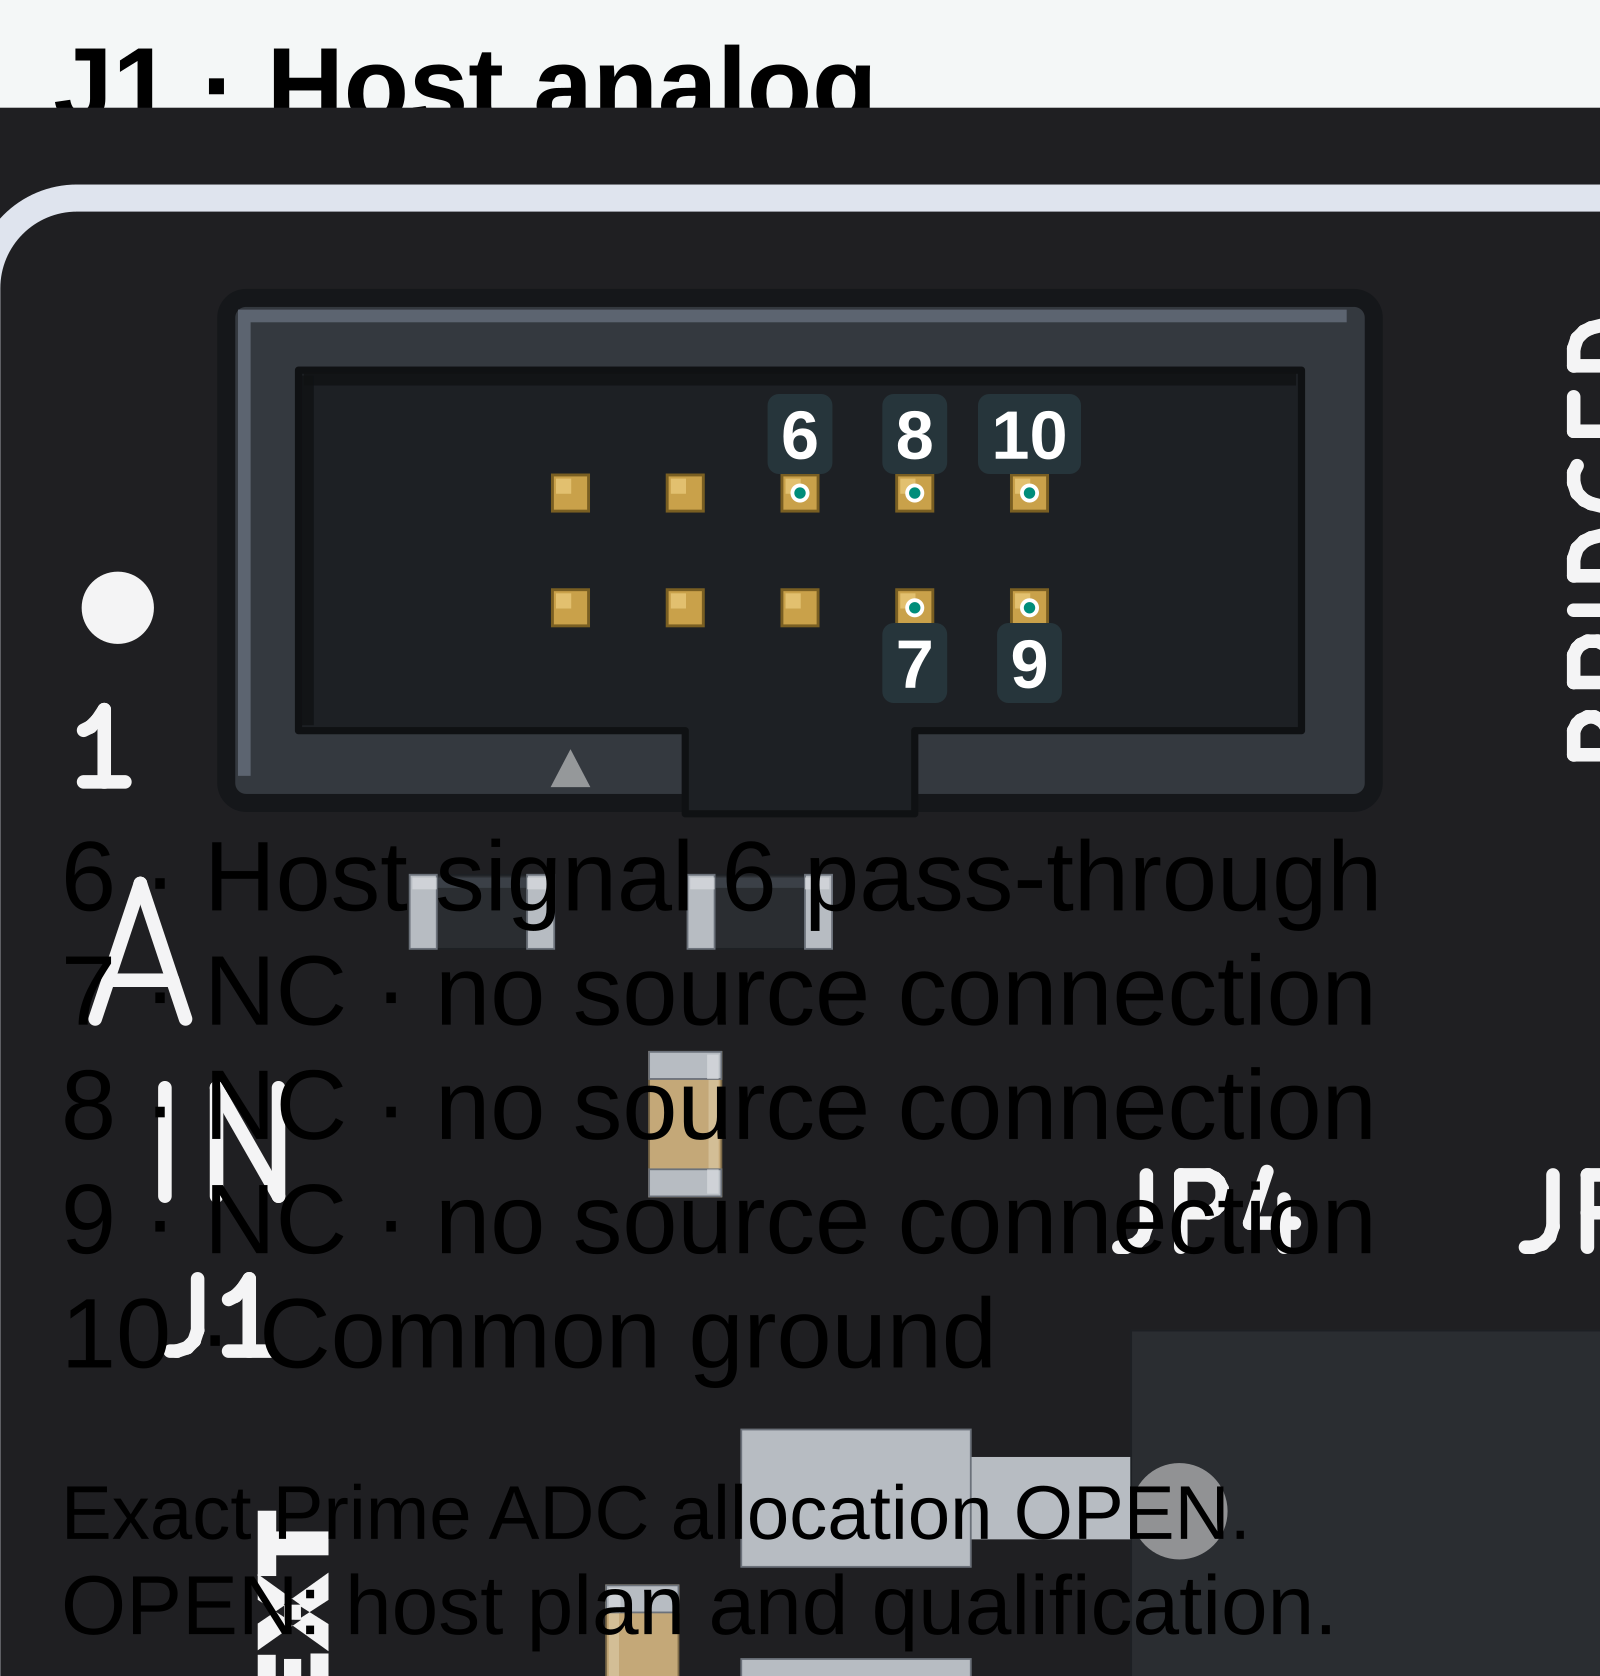 J1 · Host analog
6 8 10
7 9
1
BRIDGED
6 · Host signal 6 pass-through
A
7 · NC · no source connection
8 · NC · no source connection
IN
9 · NC · no source connection
JP4
J1
10 · Common ground
Exact Prime ADC allocation OPEN.
OPEN: host plan and qualification.